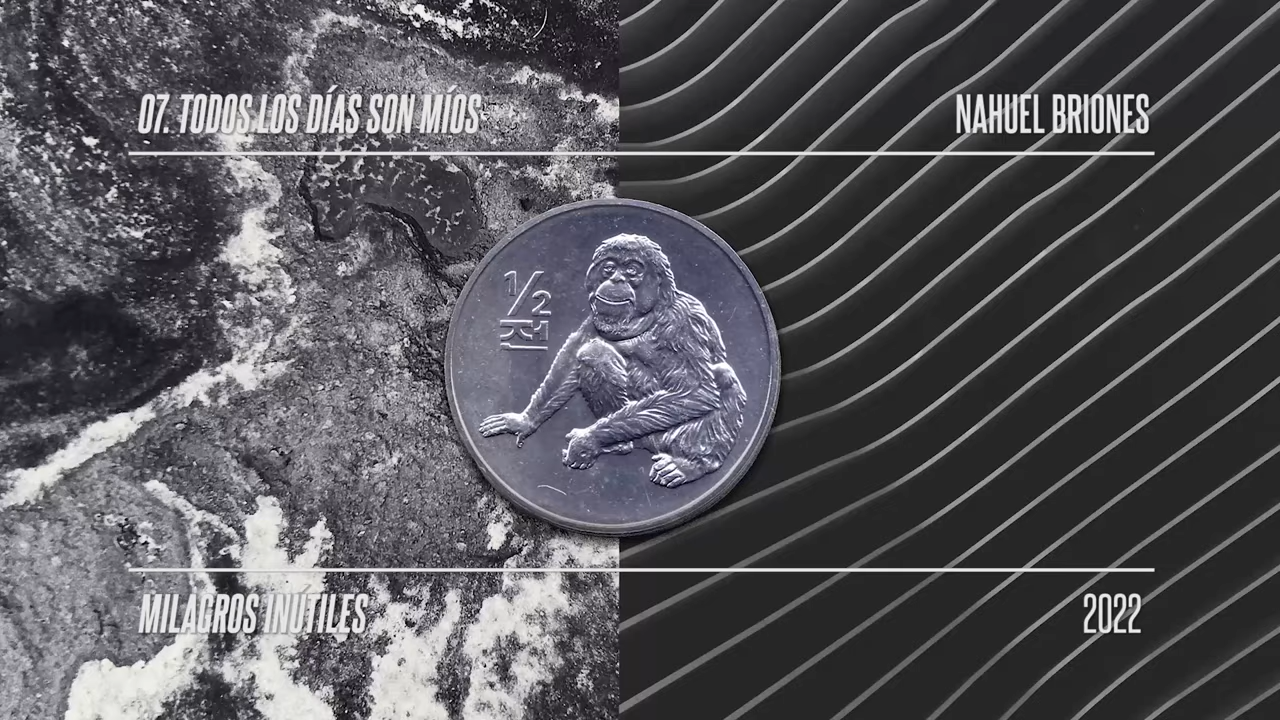 07. TODOS LOS DÍAS SON MÍOS
NAHUEL BRIONES
1/2
전
MILAGROS INÚTILES
2022